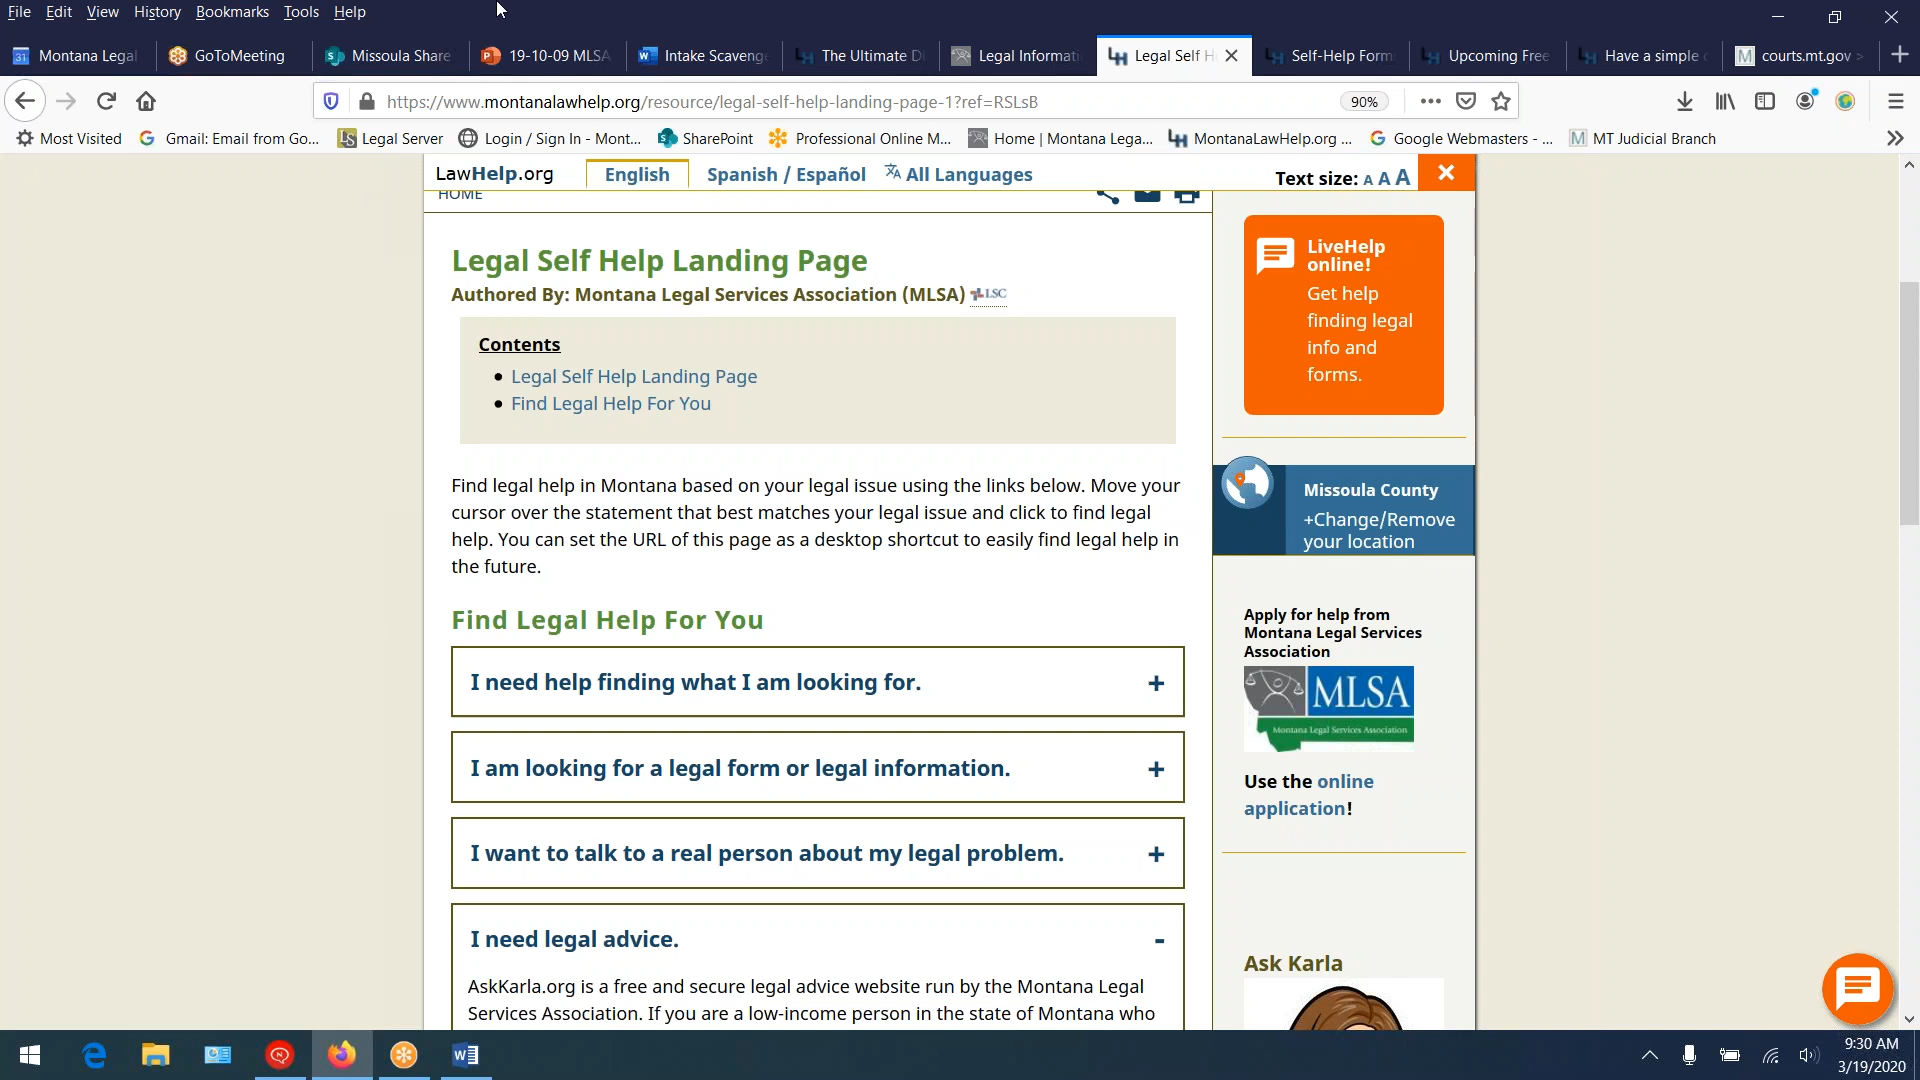 File Edit View History Bookmarks Tools Help
31 Montana Legal
GoToMeeting
Missoula Share
19-10-09 MLSA
Intake Scavenge
The Ultimate D
Legal Informati
Legal Self H
Self-Help Form
Upcoming Free
Have a simple
courts.mt.gov >
https://www.montanalawhelp.org/resource/legal-self-help-landing-page-1?ref=RSLsB
90%
Most Visited Gmail: Email from Go... Legal Server Login / Sign In - Mont... SharePoint Professional Online M... Home | Montana Lega... MontanaLawHelp.org ... Google Webmasters - ... MT Judicial Branch
LawHelp.org English Spanish / Español All Languages Text size: A A A
HOME
Legal Self Help Landing Page
Authored By: Montana Legal Services Association (MLSA) LSC
Contents
Legal Self Help Landing Page
Find Legal Help For You
Find legal help in Montana based on your legal issue using the links below. Move your
cursor over the statement that best matches your legal issue and click to find legal
help. You can set the URL of this page as a desktop shortcut to easily find legal help in
the future.
Find Legal Help For You
I need help finding what I am looking for. +
I am looking for a legal form or legal information. +
I want to talk to a real person about my legal problem. +
I need legal advice. -
AskKarla.org is a free and secure legal advice website run by the Montana Legal
Services Association. If you are a low-income person in the state of Montana who
LiveHelp
online!
Get help
finding legal
info and
forms.
Missoula County
+Change/Remove
your location
Apply for help from
Montana Legal Services
Association
MLSA
Montana Legal Services Association
Use the online
application!
Ask Karla
9:30 AM
3/19/2020